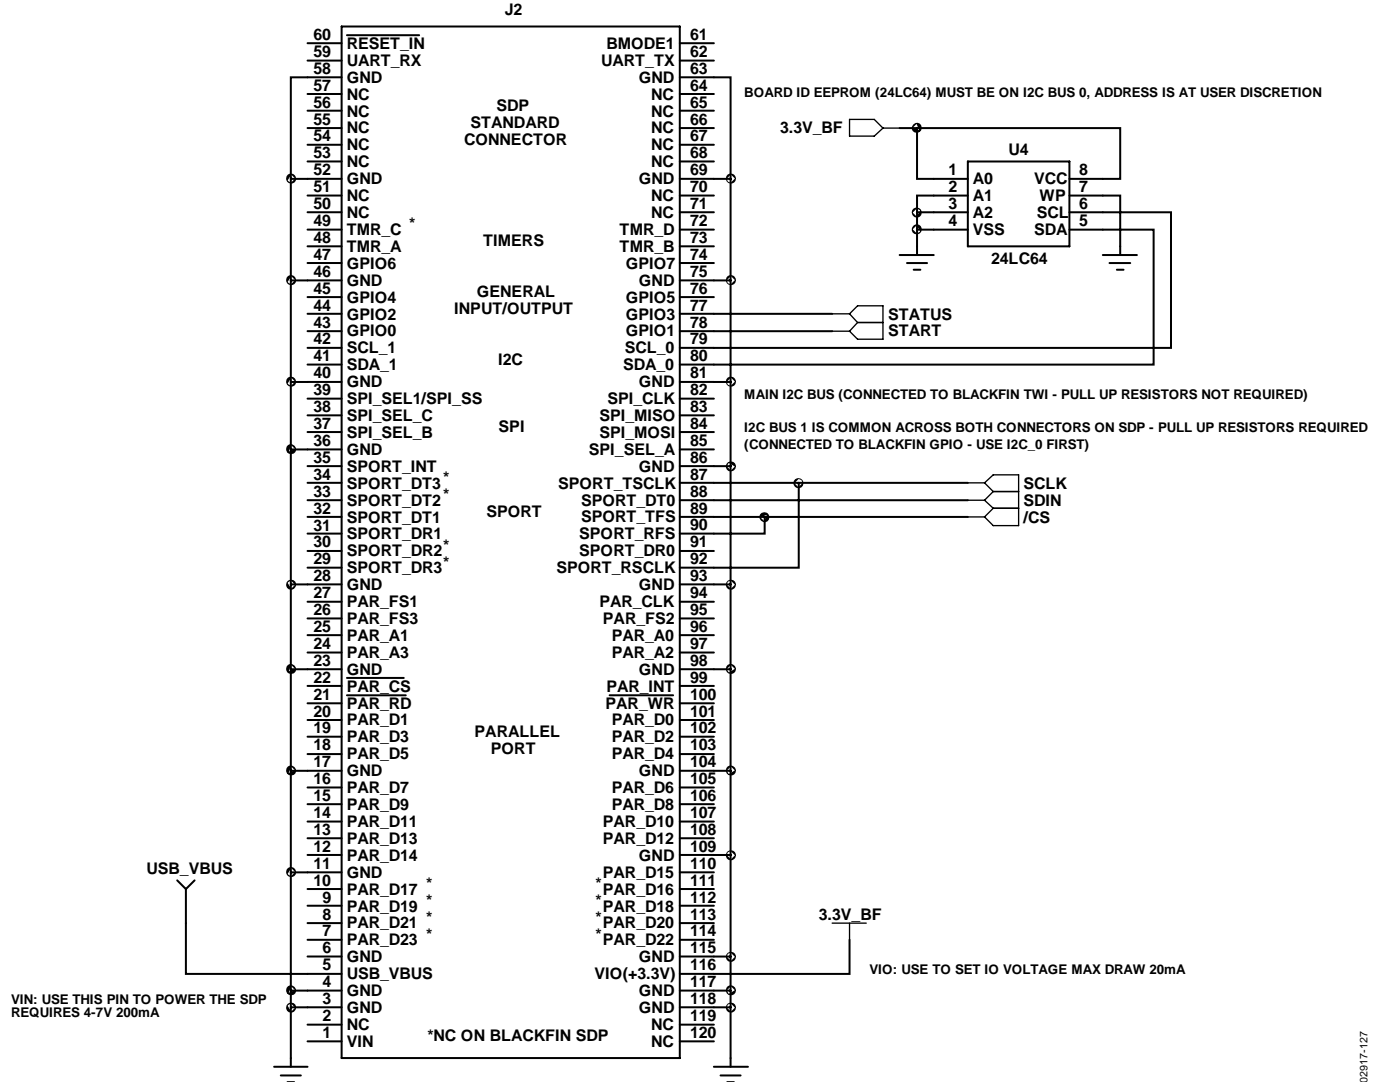 J2
60 RESET_IN BMODE1 61
59 UART_RX UART_TX 62
58 GND GND 63
57 NC NC 64
56 NC SDP NC 65
55 NC STANDARD NC 66
54 NC CONNECTOR NC 67
53 NC NC 68
52 GND GND 69
51 NC NC 70
50 NC NC 71
49 TMR_C * TMR_D 72
48 TMR_A TIMERS TMR_B 73
47 GPIO6 GPIO7 74
46 GND GND 75
45 GPIO4 GENERAL GPIO5 76
44 GPIO2 INPUT/OUTPUT GPIO3 77
43 GPIO0 GPIO1 78
42 SCL_1 SCL_0 79
41 SDA_1 I2C SDA_0 80
40 GND GND 81
39 SPI_SEL1/SPI_SS SPI_CLK 82
38 SPI_SEL_C SPI_MISO 83
37 SPI_SEL_B SPI SPI_MOSI 84
36 GND SPI_SEL_A 85
35 SPORT_INT GND 86
34 SPORT_DT3* SPORT_TSCLK 87
33 SPORT_DT2* SPORT_DT0 88
32 SPORT_DT1 SPORT SPORT_TFS 89
31 SPORT_DR1 SPORT_RFS 90
30 SPORT_DR2* SPORT_DR0 91
29 SPORT_DR3* SPORT_RSCLK 92
28 GND GND 93
27 PAR_FS1 PAR_CLK 94
26 PAR_FS3 PAR_FS2 95
25 PAR_A1 PAR_A0 96
24 PAR_A3 PAR_A2 97
23 GND GND 98
22 PAR_CS PAR_INT 99
21 PAR_RD PAR_WR 100
20 PAR_D1 PAR_D0 101
19 PAR_D3 PARALLEL PAR_D2 102
18 PAR_D5 PORT PAR_D4 103
17 GND GND 104
16 PAR_D7 PAR_D6 105
15 PAR_D9 PAR_D8 106
14 PAR_D11 PAR_D10 107
13 PAR_D13 PAR_D12 108
12 PAR_D14 GND 109
11 GND PAR_D15 110
10 PAR_D17 * *PAR_D16 111
9 PAR_D19 * *PAR_D18 112
8 PAR_D21 * *PAR_D20 113
7 PAR_D23 * *PAR_D22 114
6 GND GND 115
5 USB_VBUS VIO(+3.3V) 116
4 GND GND 117
3 GND GND 118
2 NC NC 119
1 VIN *NC ON BLACKFIN SDP NC 120
USB_VBUS
VIN: USE THIS PIN TO POWER THE SDP
REQUIRES 4-7V 200mA
BOARD ID EEPROM (24LC64) MUST BE ON I2C BUS 0, ADDRESS IS AT USER DISCRETION
3.3V_BF
U4
1 A0 VCC 8
2 A1 WP 7
3 A2 SCL 6
4 VSS SDA 5
24LC64
STATUS
START
MAIN I2C BUS (CONNECTED TO BLACKFIN TWI - PULL UP RESISTORS NOT REQUIRED)
I2C BUS 1 IS COMMON ACROSS BOTH CONNECTORS ON SDP - PULL UP RESISTORS REQUIRED
(CONNECTED TO BLACKFIN GPIO - USE I2C_0 FIRST)
SCLK
SDIN
/CS
3.3V_BF
VIO: USE TO SET IO VOLTAGE MAX DRAW 20mA
02917-127